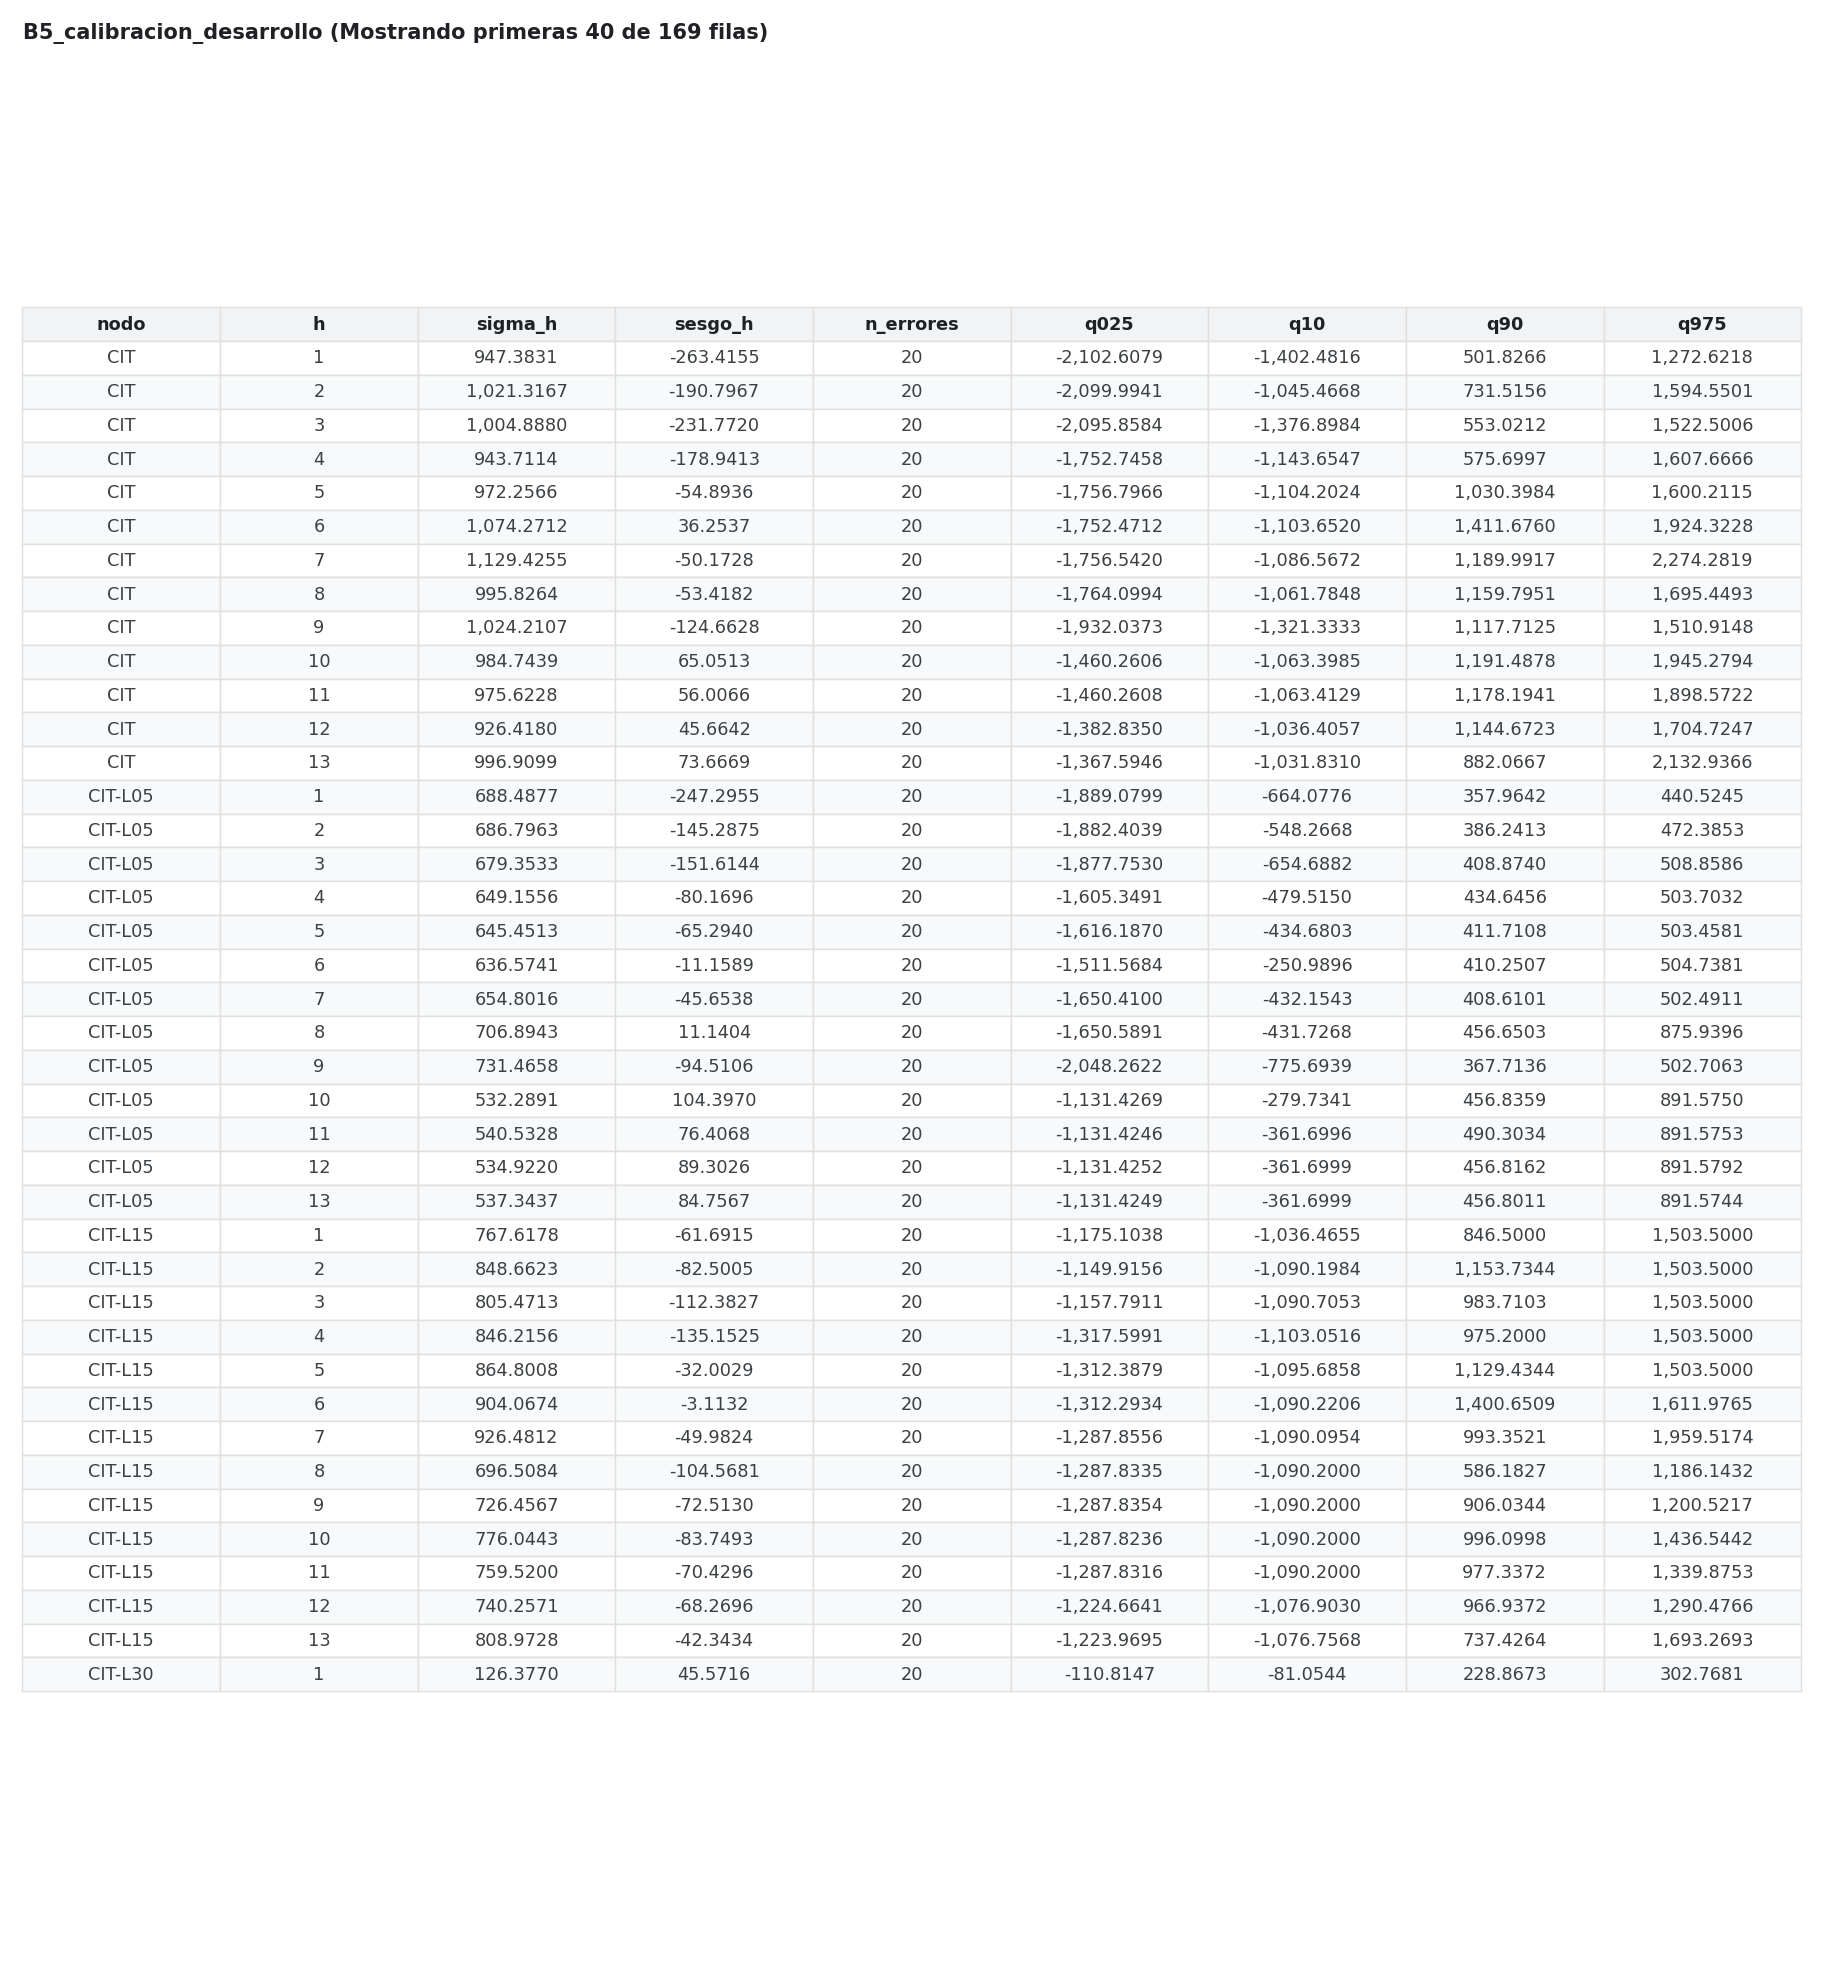 B5_calibracion_desarrollo (Mostrando primeras 40 de 169 filas)
nodo h sigma_h sesgo_h n_errores q025 q10 q90 q975
CIT 1 947.3831 -263.4155 20 -2,102.6079 -1,402.4816 501.8266 1,272.6218
CIT 2 1,021.3167 -190.7967 20 -2,099.9941 -1,045.4668 731.5156 1,594.5501
CIT 3 1,004.8880 -231.7720 20 -2,095.8584 -1,376.8984 553.0212 1,522.5006
CIT 4 943.7114 -178.9413 20 -1,752.7458 -1,143.6547 575.6997 1,607.6666
CIT 5 972.2566 -54.8936 20 -1,756.7966 -1,104.2024 1,030.3984 1,600.2115
CIT 6 1,074.2712 36.2537 20 -1,752.4712 -1,103.6520 1,411.6760 1,924.3228
CIT 7 1,129.4255 -50.1728 20 -1,756.5420 -1,086.5672 1,189.9917 2,274.2819
CIT 8 995.8264 -53.4182 20 -1,764.0994 -1,061.7848 1,159.7951 1,695.4493
CIT 9 1,024.2107 -124.6628 20 -1,932.0373 -1,321.3333 1,117.7125 1,510.9148
CIT 10 984.7439 65.0513 20 -1,460.2606 -1,063.3985 1,191.4878 1,945.2794
CIT 11 975.6228 56.0066 20 -1,460.2608 -1,063.4129 1,178.1941 1,898.5722
CIT 12 926.4180 45.6642 20 -1,382.8350 -1,036.4057 1,144.6723 1,704.7247
CIT 13 996.9099 73.6669 20 -1,367.5946 -1,031.8310 882.0667 2,132.9366
CIT-L05 1 688.4877 -247.2955 20 -1,889.0799 -664.0776 357.9642 440.5245
CIT-L05 2 686.7963 -145.2875 20 -1,882.4039 -548.2668 386.2413 472.3853
CIT-L05 3 679.3533 -151.6144 20 -1,877.7530 -654.6882 408.8740 508.8586
CIT-L05 4 649.1556 -80.1696 20 -1,605.3491 -479.5150 434.6456 503.7032
CIT-L05 5 645.4513 -65.2940 20 -1,616.1870 -434.6803 411.7108 503.4581
CIT-L05 6 636.5741 -11.1589 20 -1,511.5684 -250.9896 410.2507 504.7381
CIT-L05 7 654.8016 -45.6538 20 -1,650.4100 -432.1543 408.6101 502.4911
CIT-L05 8 706.8943 11.1404 20 -1,650.5891 -431.7268 456.6503 875.9396
CIT-L05 9 731.4658 -94.5106 20 -2,048.2622 -775.6939 367.7136 502.7063
CIT-L05 10 532.2891 104.3970 20 -1,131.4269 -279.7341 456.8359 891.5750
CIT-L05 11 540.5328 76.4068 20 -1,131.4246 -361.6996 490.3034 891.5753
CIT-L05 12 534.9220 89.3026 20 -1,131.4252 -361.6999 456.8162 891.5792
CIT-L05 13 537.3437 84.7567 20 -1,131.4249 -361.6999 456.8011 891.5744
CIT-L15 1 767.6178 -61.6915 20 -1,175.1038 -1,036.4655 846.5000 1,503.5000
CIT-L15 2 848.6623 -82.5005 20 -1,149.9156 -1,090.1984 1,153.7344 1,503.5000
CIT-L15 3 805.4713 -112.3827 20 -1,157.7911 -1,090.7053 983.7103 1,503.5000
CIT-L15 4 846.2156 -135.1525 20 -1,317.5991 -1,103.0516 975.2000 1,503.5000
CIT-L15 5 864.8008 -32.0029 20 -1,312.3879 -1,095.6858 1,129.4344 1,503.5000
CIT-L15 6 904.0674 -3.1132 20 -1,312.2934 -1,090.2206 1,400.6509 1,611.9765
CIT-L15 7 926.4812 -49.9824 20 -1,287.8556 -1,090.0954 993.3521 1,959.5174
CIT-L15 8 696.5084 -104.5681 20 -1,287.8335 -1,090.2000 586.1827 1,186.1432
CIT-L15 9 726.4567 -72.5130 20 -1,287.8354 -1,090.2000 906.0344 1,200.5217
CIT-L15 10 776.0443 -83.7493 20 -1,287.8236 -1,090.2000 996.0998 1,436.5442
CIT-L15 11 759.5200 -70.4296 20 -1,287.8316 -1,090.2000 977.3372 1,339.8753
CIT-L15 12 740.2571 -68.2696 20 -1,224.6641 -1,076.9030 966.9372 1,290.4766
CIT-L15 13 808.9728 -42.3434 20 -1,223.9695 -1,076.7568 737.4264 1,693.2693
CIT-L30 1 126.3770 45.5716 20 -110.8147 -81.0544 228.8673 302.7681